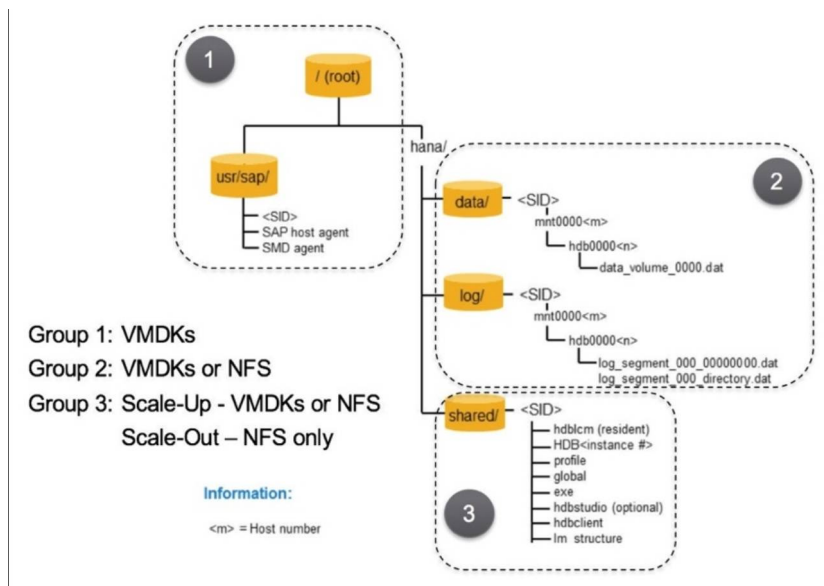 1
/ (root)
usr/sap/
<SID>
SAP host agent
SMD agent
hana/
2
data/
<SID>
mnt0000<m>
hdb0000<n>
data_volume_0000.dat
log/
<SID>
mnt0000<m>
hdb0000<n>
log_segment_000_00000000.dat
log_segment_000_directory.dat
Group 1: VMDKs
Group 2: VMDKs or NFS
Group 3: Scale-Up - VMDKs or NFS
Scale-Out – NFS only
shared/
<SID>
hdblcm (resident)
HDB<instance #>
profile
global
exe
hdbstudio (optional)
hdbclient
lm structure
3
Information:
<m> = Host number